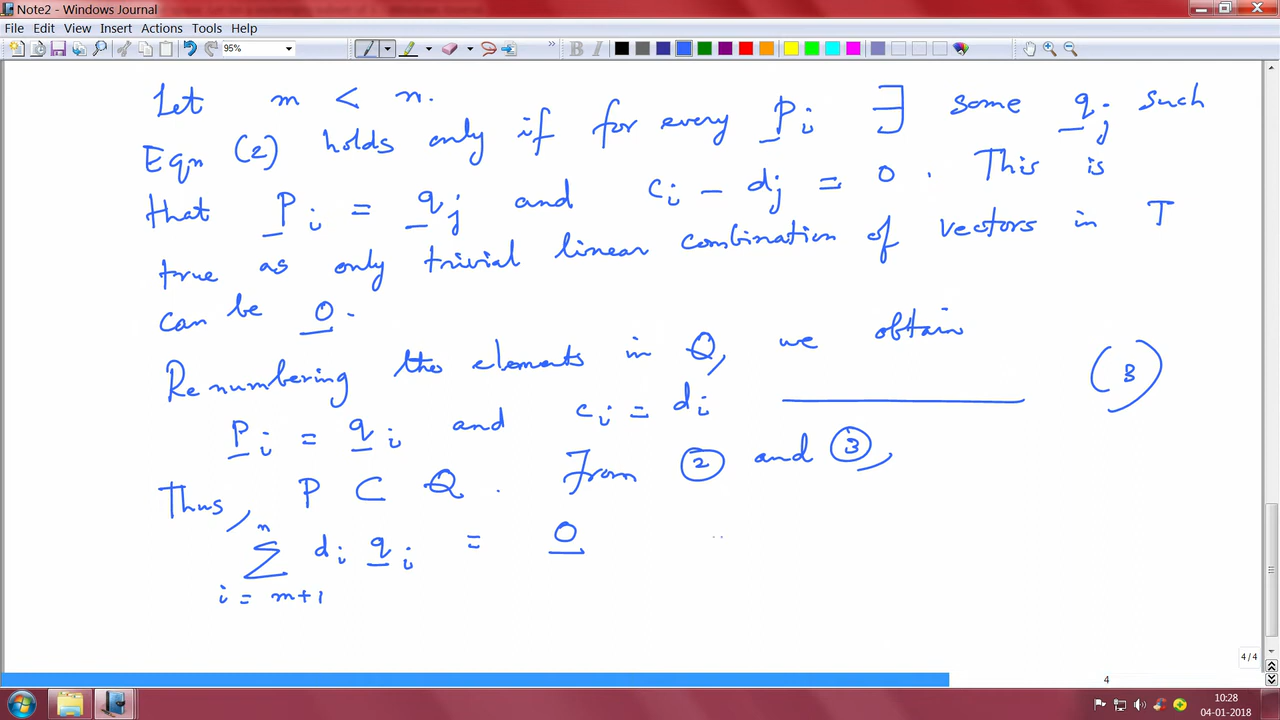 Note2 - Windows Journal
File Edit View Insert Actions Tools Help
95%
Let m < n.
Eqn (2) holds only if for every p_i ∃ some q_j such
that p_i = q_j and c_i - d_j = 0. This is
true as only trivial linear combination of vectors in T
can be 0.
Renumbering the elements in Q, we obtain
p_i = q_i and c_i = d_i ———— (3)
Thus, P ⊂ Q. From ② and ③,
∑_{i=m+1}^{n} d_i q_i = 0
4/4
4
10:28
04-01-2018